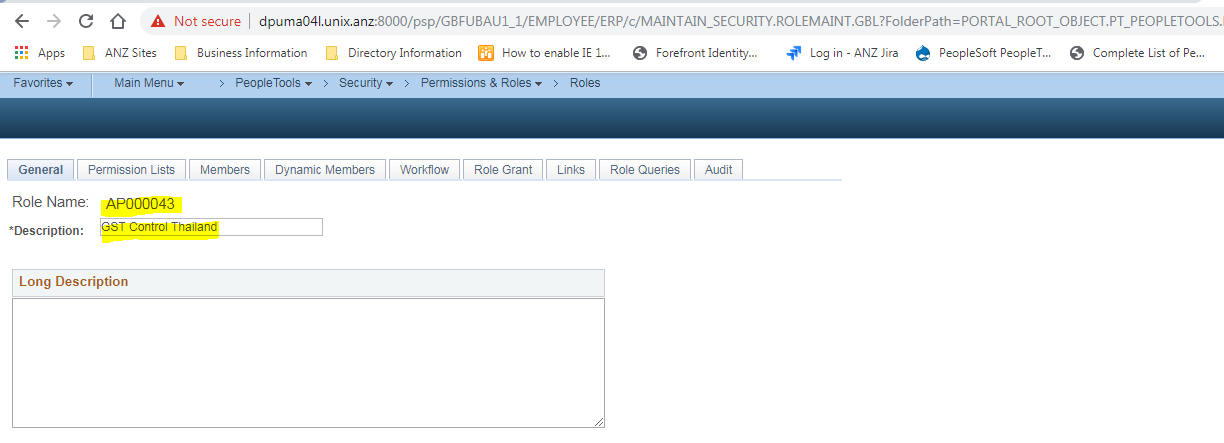 Not secure | dpuma04l.unix.anz:8000/psp/GBFUBAU1_1/EMPLOYEE/ERP/c/MAINTAIN_SECURITY.ROLEMAINT.GBL?FolderPath=PORTAL_ROOT_OBJECT.PT_PEOPLETOOLS.
Apps ANZ Sites Business Information Directory Information How to enable IE 1... Forefront Identity... Log in - ANZ Jira PeopleSoft PeopleT... Complete List of Pe...
Favorites Main Menu > PeopleTools > Security > Permissions & Roles > Roles
General Permission Lists Members Dynamic Members Workflow Role Grant Links Role Queries Audit
Role Name: AP000043
*Description: GST Control Thailand
Long Description